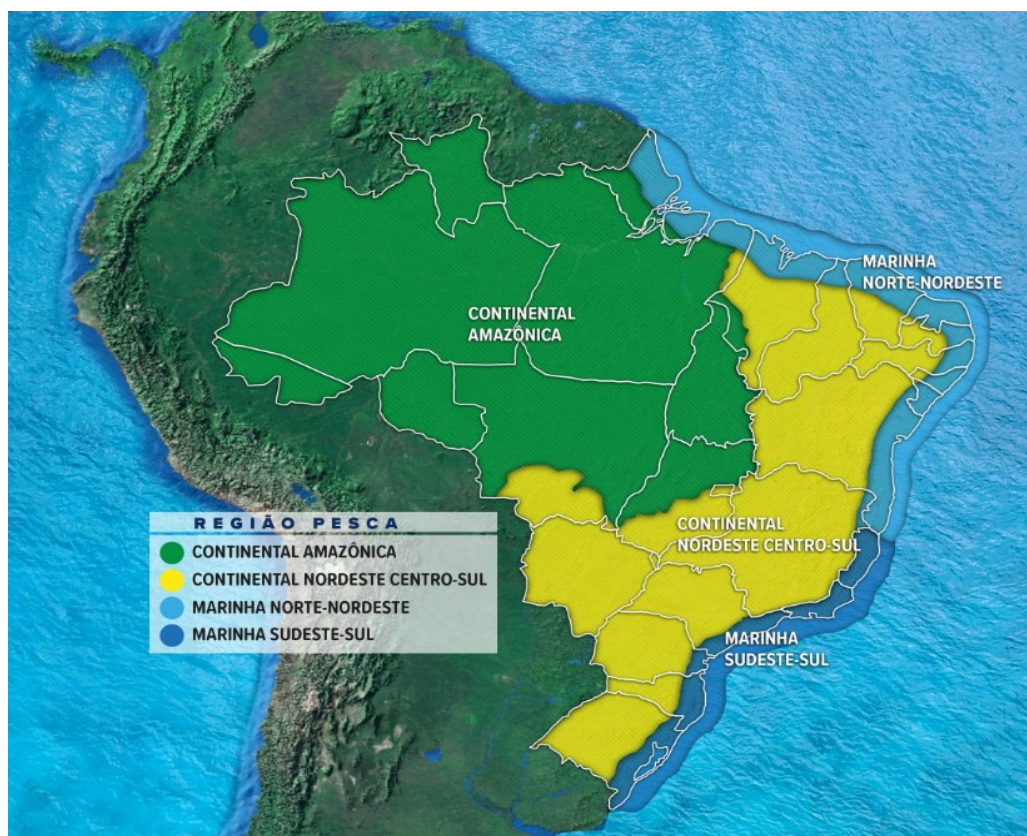 MARINHA
NORTE-NORDESTE
CONTINENTAL
AMAZÔNICA
CONTINENTAL
NORDESTE CENTRO-SUL
MARINHA
SUDESTE-SUL
REGIÃO PESCA
CONTINENTAL AMAZÔNICA
CONTINENTAL NORDESTE CENTRO-SUL
MARINHA NORTE-NORDESTE
MARINHA SUDESTE-SUL